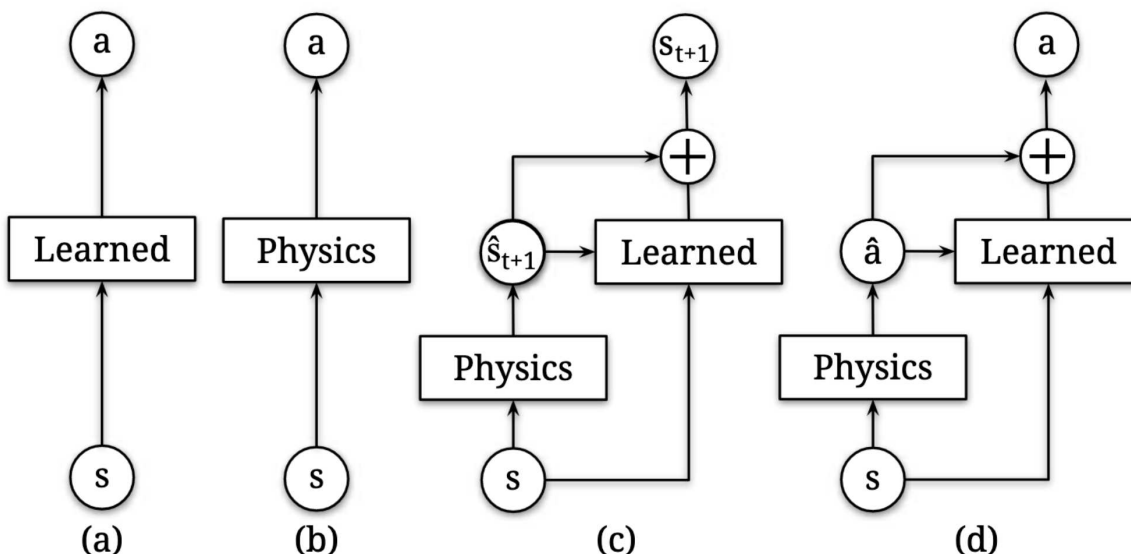 a
Learned
s
(a)
a
Physics
s
(b)
s_{t+1}
+
ŝ_{t+1}
Learned
Physics
s
(c)
a
+
â
Learned
Physics
s
(d)